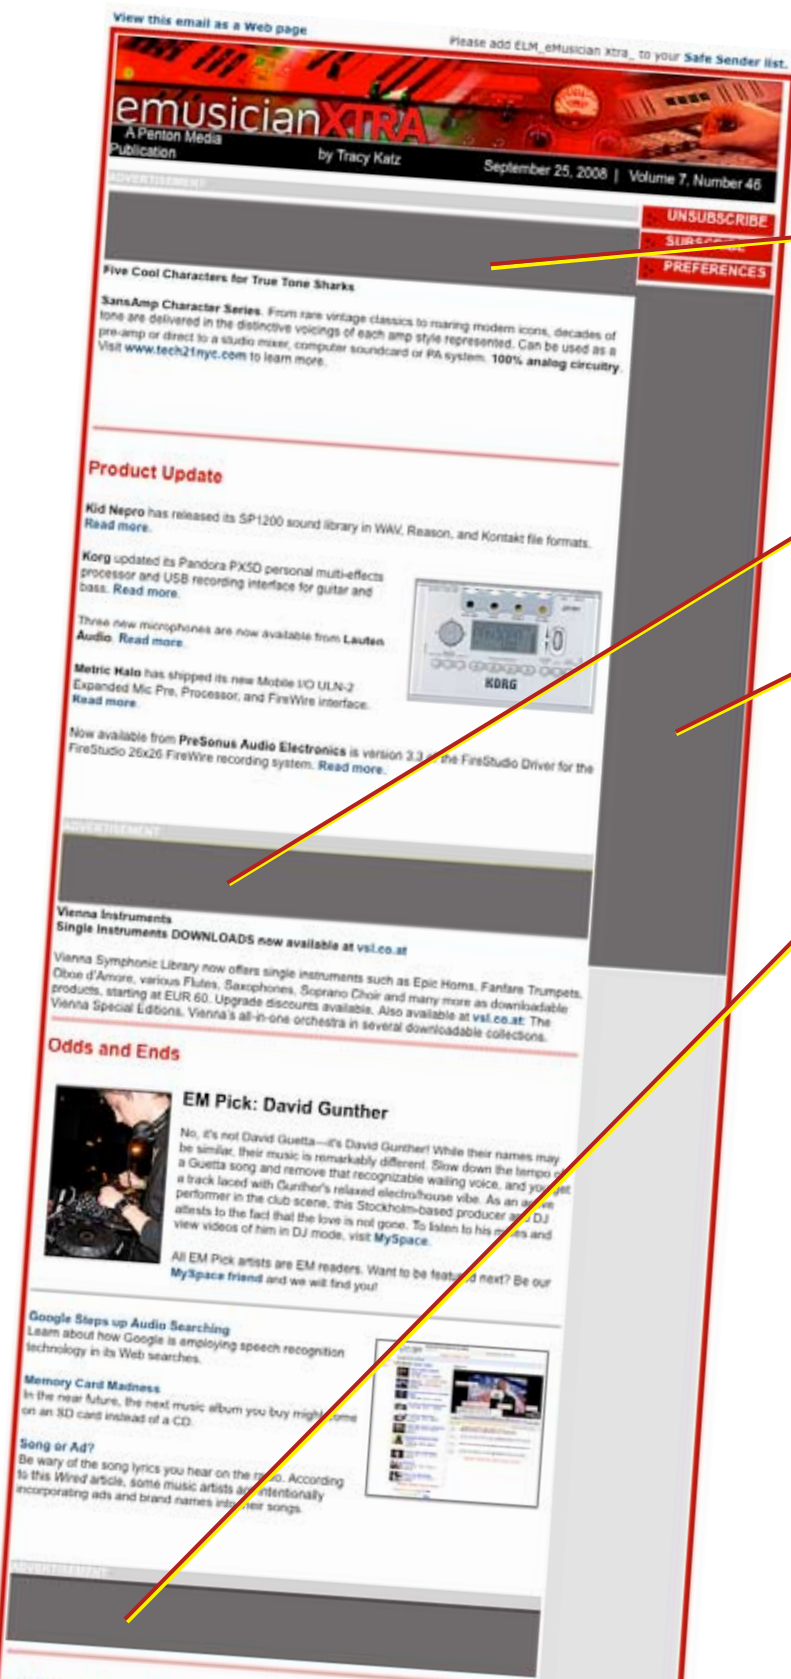 View this email as a Web page
Please add ELM_eMusician Xtra_ to your Safe Sender list.
emusicianXTRA
A Penton Media
Publication
by Tracy Katz
September 25, 2008 | Volume 7, Number 46
ADVERTISEMENT
UNSUBSCRIBE
SUBSCRIBE
PREFERENCES
Five Cool Characters for True Tone Sharks
SansAmp Character Series. From rare vintage classics to roaring modern icons, decades of
tone are delivered in the distinctive voicings of each amp style represented. Can be used as a
pre-amp or direct to a studio mixer, computer soundcard or PA system. 100% analog circuitry.
Visit www.tech21nyc.com to learn more.
Product Update
Kid Nepro has released its SP1200 sound library in WAV, Reason, and Kontakt file formats.
Read more.
Korg updated its Pandora PX5D personal multi-effects
processor and USB recording interface for guitar and
bass. Read more.
Three new microphones are now available from Lauten
Audio. Read more.
Metric Halo has shipped its new Mobile I/O ULN-2
Expanded Mic Pre, Processor, and FireWire interface.
Read more.
KORG
Now available from PreSonus Audio Electronics is version 3.3 of the FireStudio Driver for the
FireStudio 26x26 FireWire recording system. Read more.
ADVERTISEMENT
Vienna Instruments
Single Instruments DOWNLOADS now available at vsl.co.at
Vienna Symphonic Library now offers single instruments such as Epic Horns, Fanfare Trumpets,
Oboe d'Amore, various Flutes, Saxophones, Soprano Choir and many more as downloadable
products, starting at EUR 60. Upgrade discounts available. Also available at vsl.co.at: The
Vienna Special Editions, Vienna's all-in-one orchestra in several downloadable collections.
Odds and Ends
EM Pick: David Gunther
No, it's not David Guetta—it's David Gunther! While their names may
be similar, their music is remarkably different. Slow down the tempo of
a Guetta song and remove that recognizable wailing voice, and you get
a track laced with Gunther's relaxed electro/house vibe. As an active
performer in the club scene, this Stockholm-based producer and DJ
attests to the fact that the love is not gone. To listen to his mixes and
view videos of him in DJ mode, visit MySpace.
All EM Pick artists are EM readers. Want to be featured next? Be our
MySpace friend and we will find you!
Google Steps up Audio Searching
Learn about how Google is employing speech recognition
technology in its Web searches.
Memory Card Madness
In the near future, the next music album you buy might come
on an SD card instead of a CD.
Song or Ad?
Be wary of the song lyrics you hear on the radio. According
to this Wired article, some music artists are intentionally
incorporating ads and brand names into their songs.
ADVERTISEMENT